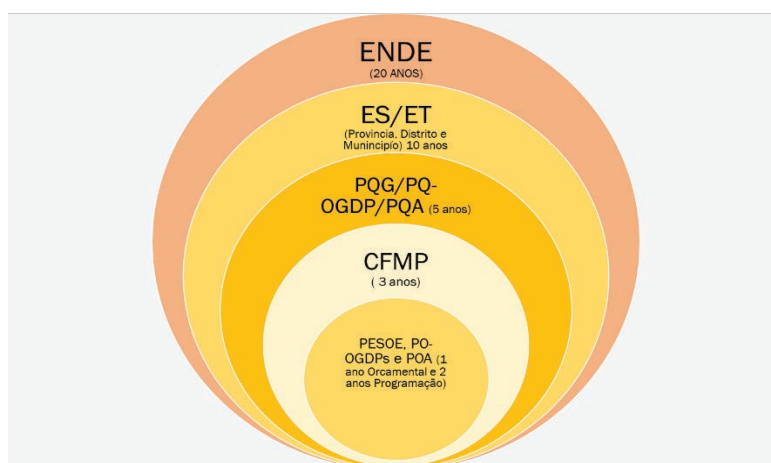 ENDE
(20 ANOS)
ES/ET
(Provincia, Distrito e
Munincipío) 10 anos
PQG/PQ-
OGDP/PQA (5 anos)
CFMP
( 3 anos)
PESOE, PO-
OGDPs e POA (1
ano Orcamental e 2
anos Programação)